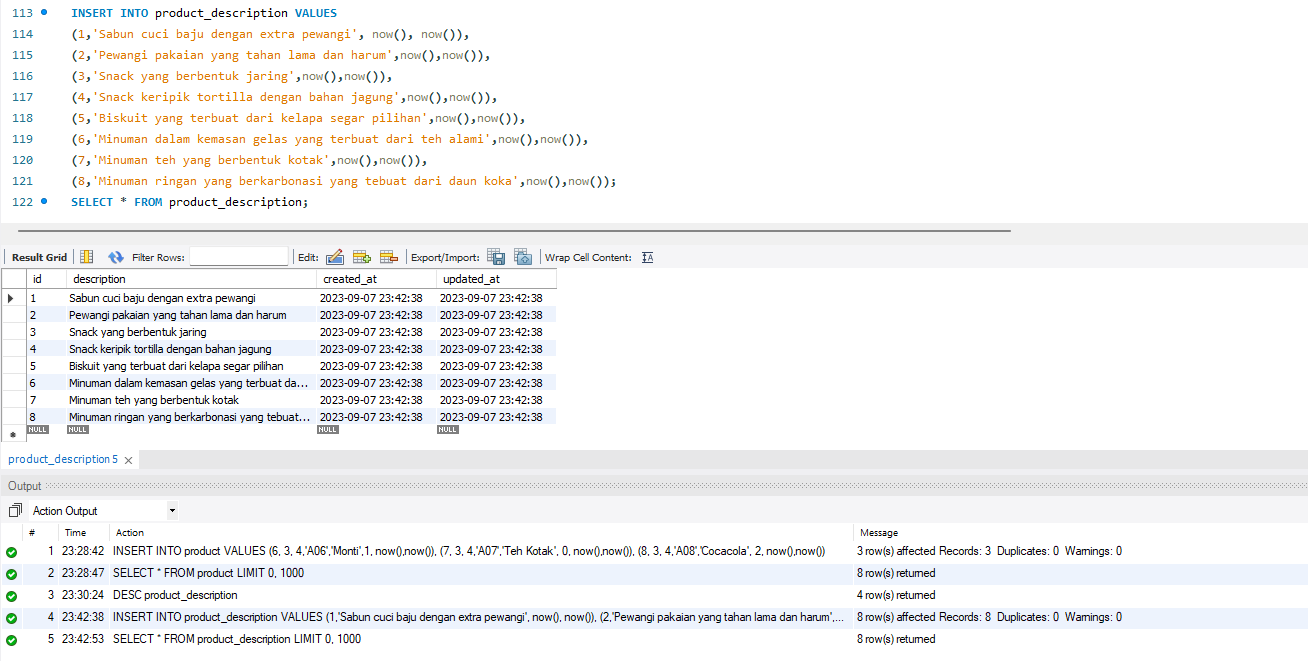 113 INSERT INTO product_description VALUES
114 (1,'Sabun cuci baju dengan extra pewangi', now(), now()),
115 (2,'Pewangi pakaian yang tahan lama dan harum',now(),now()),
116 (3,'Snack yang berbentuk jaring',now(),now()),
117 (4,'Snack keripik tortilla dengan bahan jagung',now(),now()),
118 (5,'Biskuit yang terbuat dari kelapa segar pilihan',now(),now()),
119 (6,'Minuman dalam kemasan gelas yang terbuat dari teh alami',now(),now()),
120 (7,'Minuman teh yang berbentuk kotak',now(),now()),
121 (8,'Minuman ringan yang berkarbonasi yang tebuat dari daun koka',now(),now());
122 SELECT * FROM product_description;
Result Grid Filter Rows: Edit: Export/Import: Wrap Cell Content: IA
id description created_at updated_at
1 Sabun cuci baju dengan extra pewangi 2023-09-07 23:42:38 2023-09-07 23:42:38
2 Pewangi pakaian yang tahan lama dan harum 2023-09-07 23:42:38 2023-09-07 23:42:38
3 Snack yang berbentuk jaring 2023-09-07 23:42:38 2023-09-07 23:42:38
4 Snack keripik tortilla dengan bahan jagung 2023-09-07 23:42:38 2023-09-07 23:42:38
5 Biskuit yang terbuat dari kelapa segar pilihan 2023-09-07 23:42:38 2023-09-07 23:42:38
6 Minuman dalam kemasan gelas yang terbuat da... 2023-09-07 23:42:38 2023-09-07 23:42:38
7 Minuman teh yang berbentuk kotak 2023-09-07 23:42:38 2023-09-07 23:42:38
8 Minuman ringan yang berkarbonasi yang tebuat... 2023-09-07 23:42:38 2023-09-07 23:42:38
NULL NULL NULL NULL
product_description 5
Output
Action Output
# Time Action Message
1 23:28:42 INSERT INTO product VALUES (6, 3, 4,'A06','Monti',1, now(),now()), (7, 3, 4,'A07','Teh Kotak', 0, now(),now()), (8, 3, 4,'A08','Cocacola', 2, now(),now()) 3 row(s) affected Records: 3 Duplicates: 0 Warnings: 0
2 23:28:47 SELECT * FROM product LIMIT 0, 1000 8 row(s) returned
3 23:30:24 DESC product_description 4 row(s) returned
4 23:42:38 INSERT INTO product_description VALUES (1,'Sabun cuci baju dengan extra pewangi', now(), now()), (2,'Pewangi pakaian yang tahan lama dan harum',... 8 row(s) affected Records: 8 Duplicates: 0 Warnings: 0
5 23:42:53 SELECT * FROM product_description LIMIT 0, 1000 8 row(s) returned